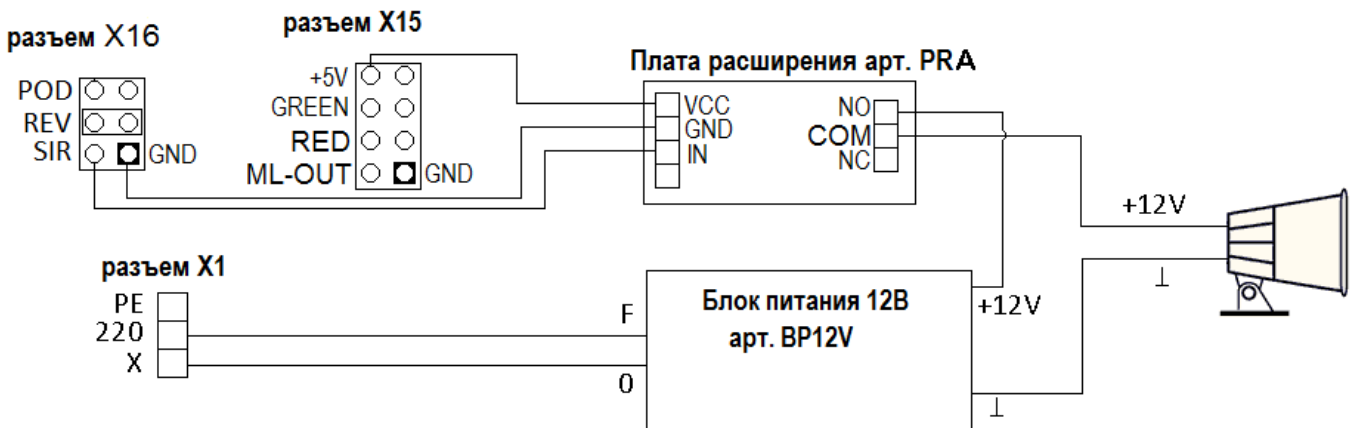 разъем X16
POD
REV
SIR
GND
разъем X15
+5V
GREEN
RED
ML-OUT
GND
Плата расширения арт. PRA
VCC
GND
IN
NO
COM
NC
+12V
⊥
разъем X1
PE
220
X
F
0
Блок питания 12В
арт. BP12V
+12V
⊥